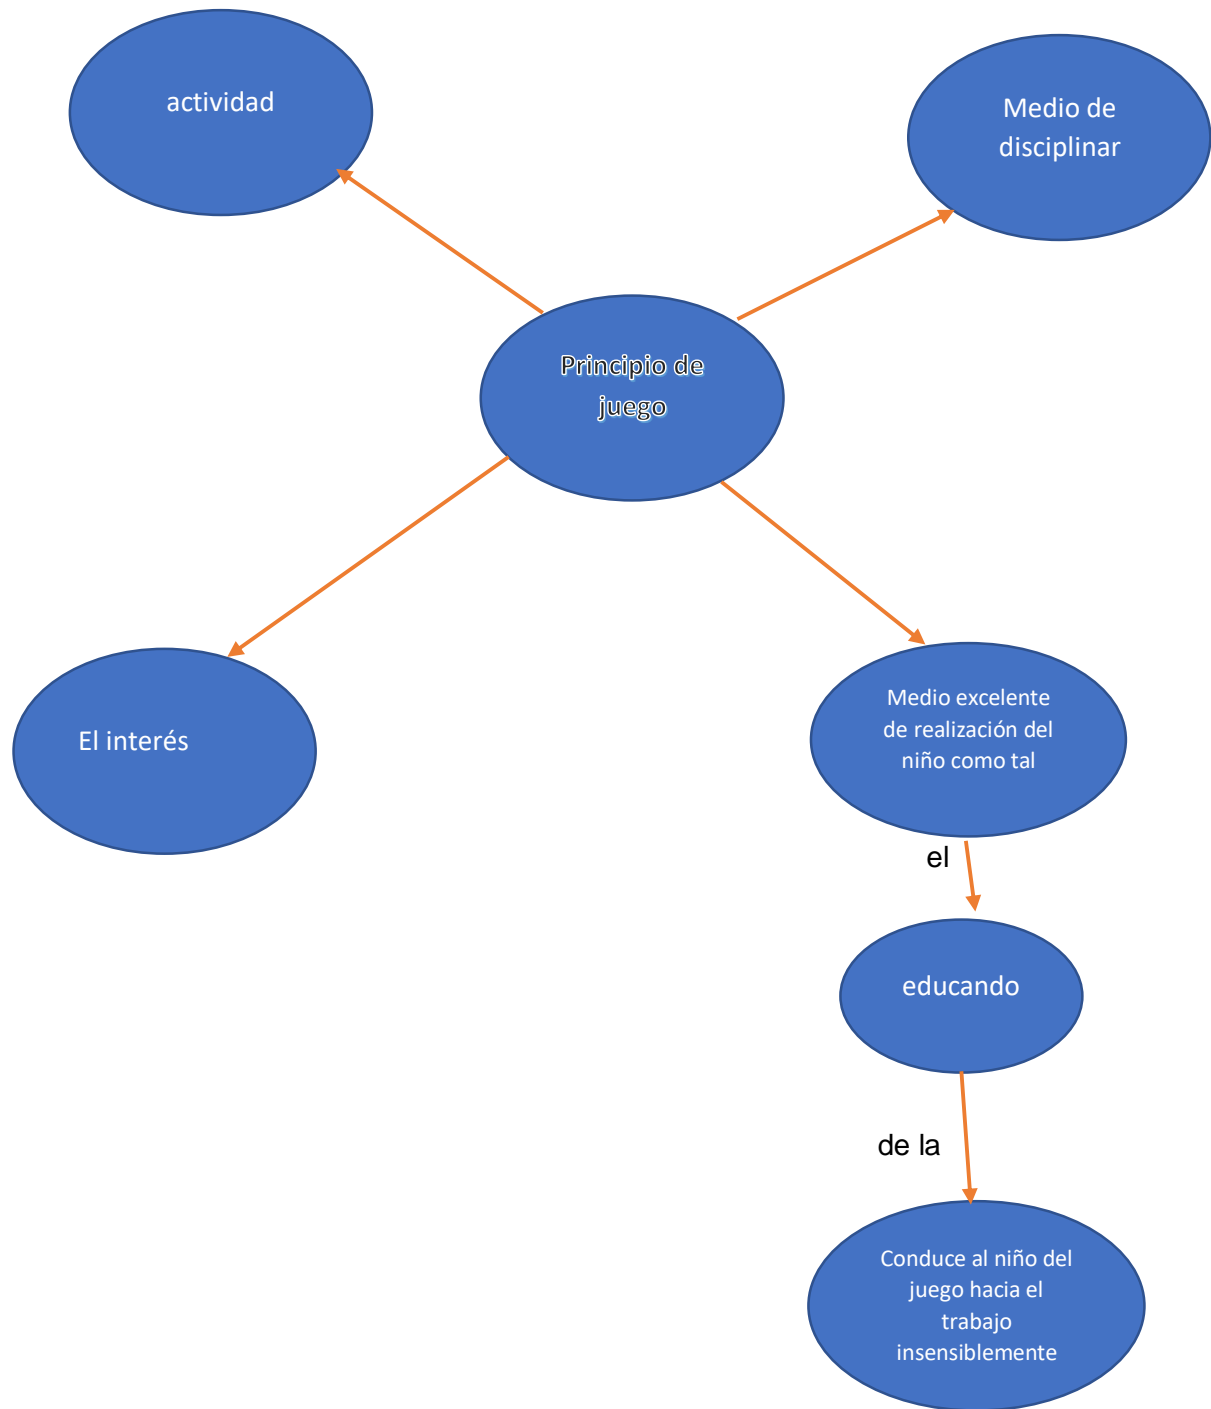 actividad
Medio de
disciplinar
Principio de
juego
El interés
Medio excelente
de realización del
niño como tal
el
educando
de la
Conduce al niño del
juego hacia el
trabajo
insensiblemente